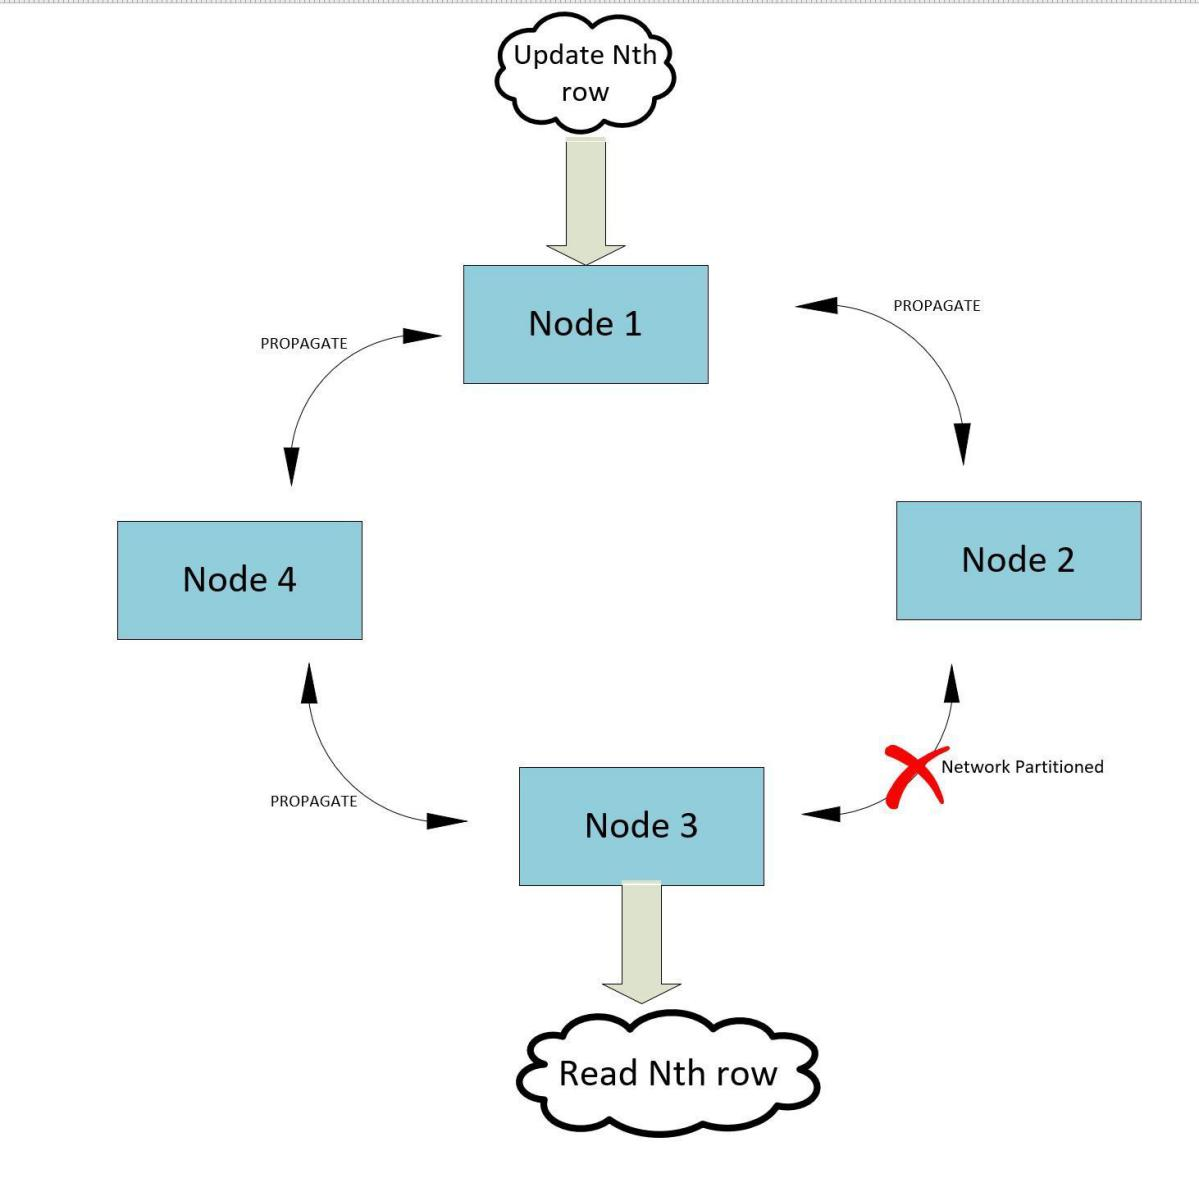 Update Nth
row
Node 1
PROPAGATE
PROPAGATE
Node 4
Node 2
Network Partitioned
PROPAGATE
Node 3
Read Nth row